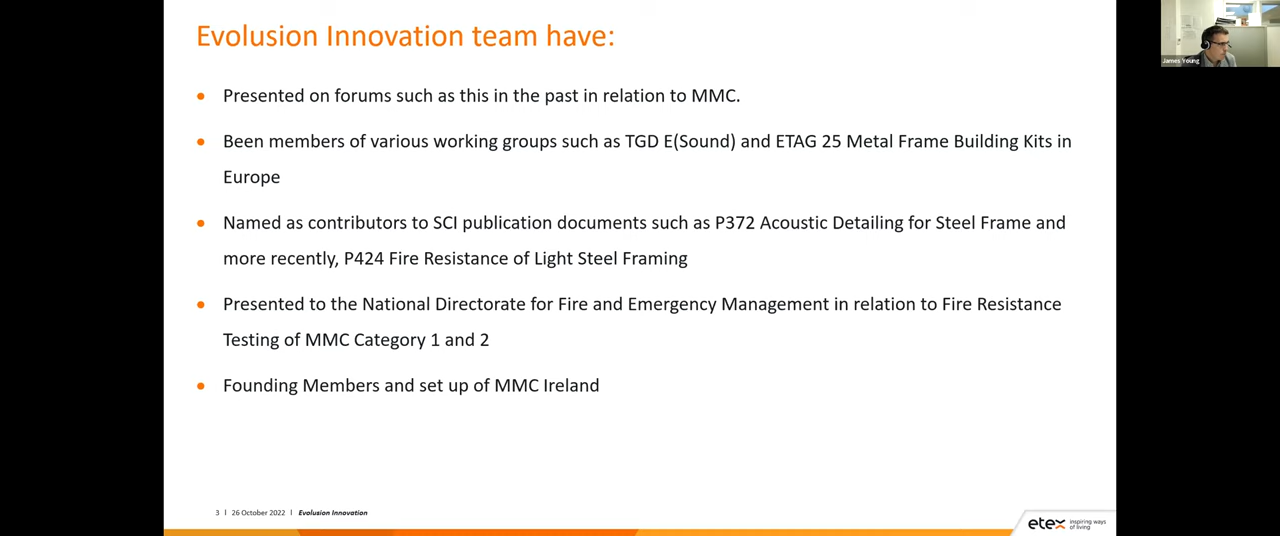 Evolusion Innovation team have:
James Young
• Presented on forums such as this in the past in relation to MMC.
• Been members of various working groups such as TGD E(Sound) and ETAG 25 Metal Frame Building Kits in
Europe
• Named as contributors to SCI publication documents such as P372 Acoustic Detailing for Steel Frame and
more recently, P424 Fire Resistance of Light Steel Framing
• Presented to the National Directorate for Fire and Emergency Management in relation to Fire Resistance
Testing of MMC Category 1 and 2
• Founding Members and set up of MMC Ireland
3 | 26 October 2022 | Evolusion Innovation
etex inspiring ways
of living